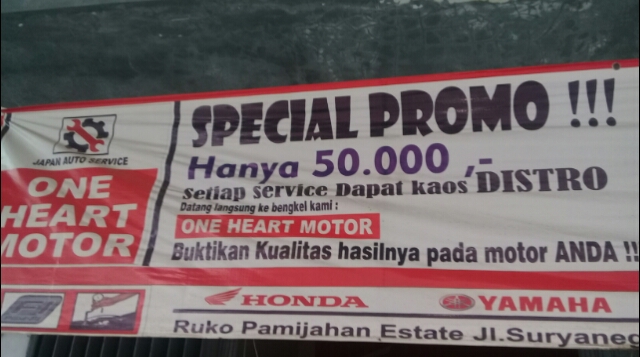 SPECIAL PROMO !!!
Hanya 50.000 ,-
setiap service Dapat kaos DISTRO
Datang langsung ke bengkel kami :
ONE HEART MOTOR
Buktikan Kualitas hasilnya pada motor ANDA !!
JAPAN AUTO SERVICE
ONE
HEART
MOTOR
HONDA
YAMAHA
Ruko Pamijahan Estate Jl.Suryaneg